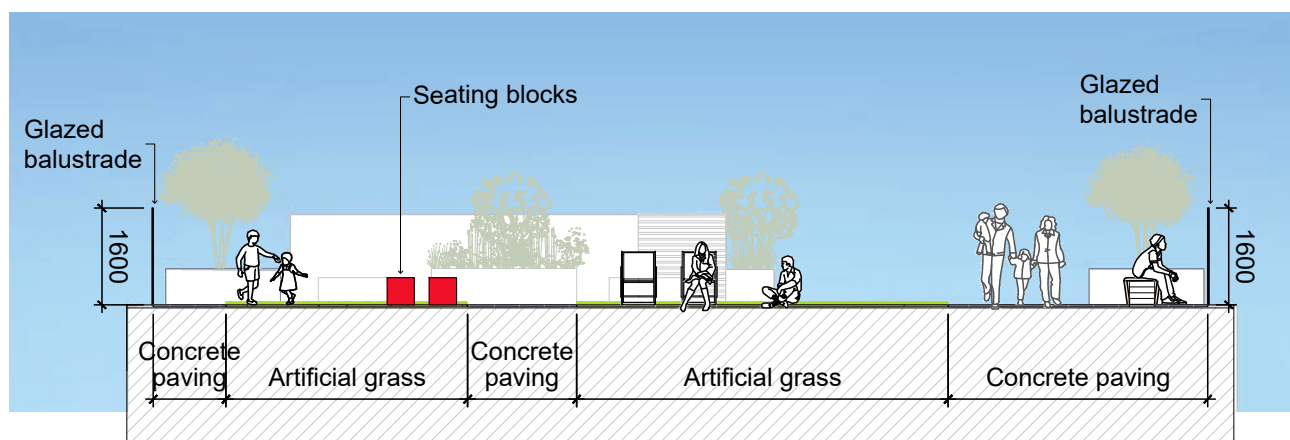 Seating blocks
Glazed
balustrade
Glazed
balustrade
1600
1600
Concrete
paving
Artificial grass
Concrete
paving
Artificial grass
Concrete paving